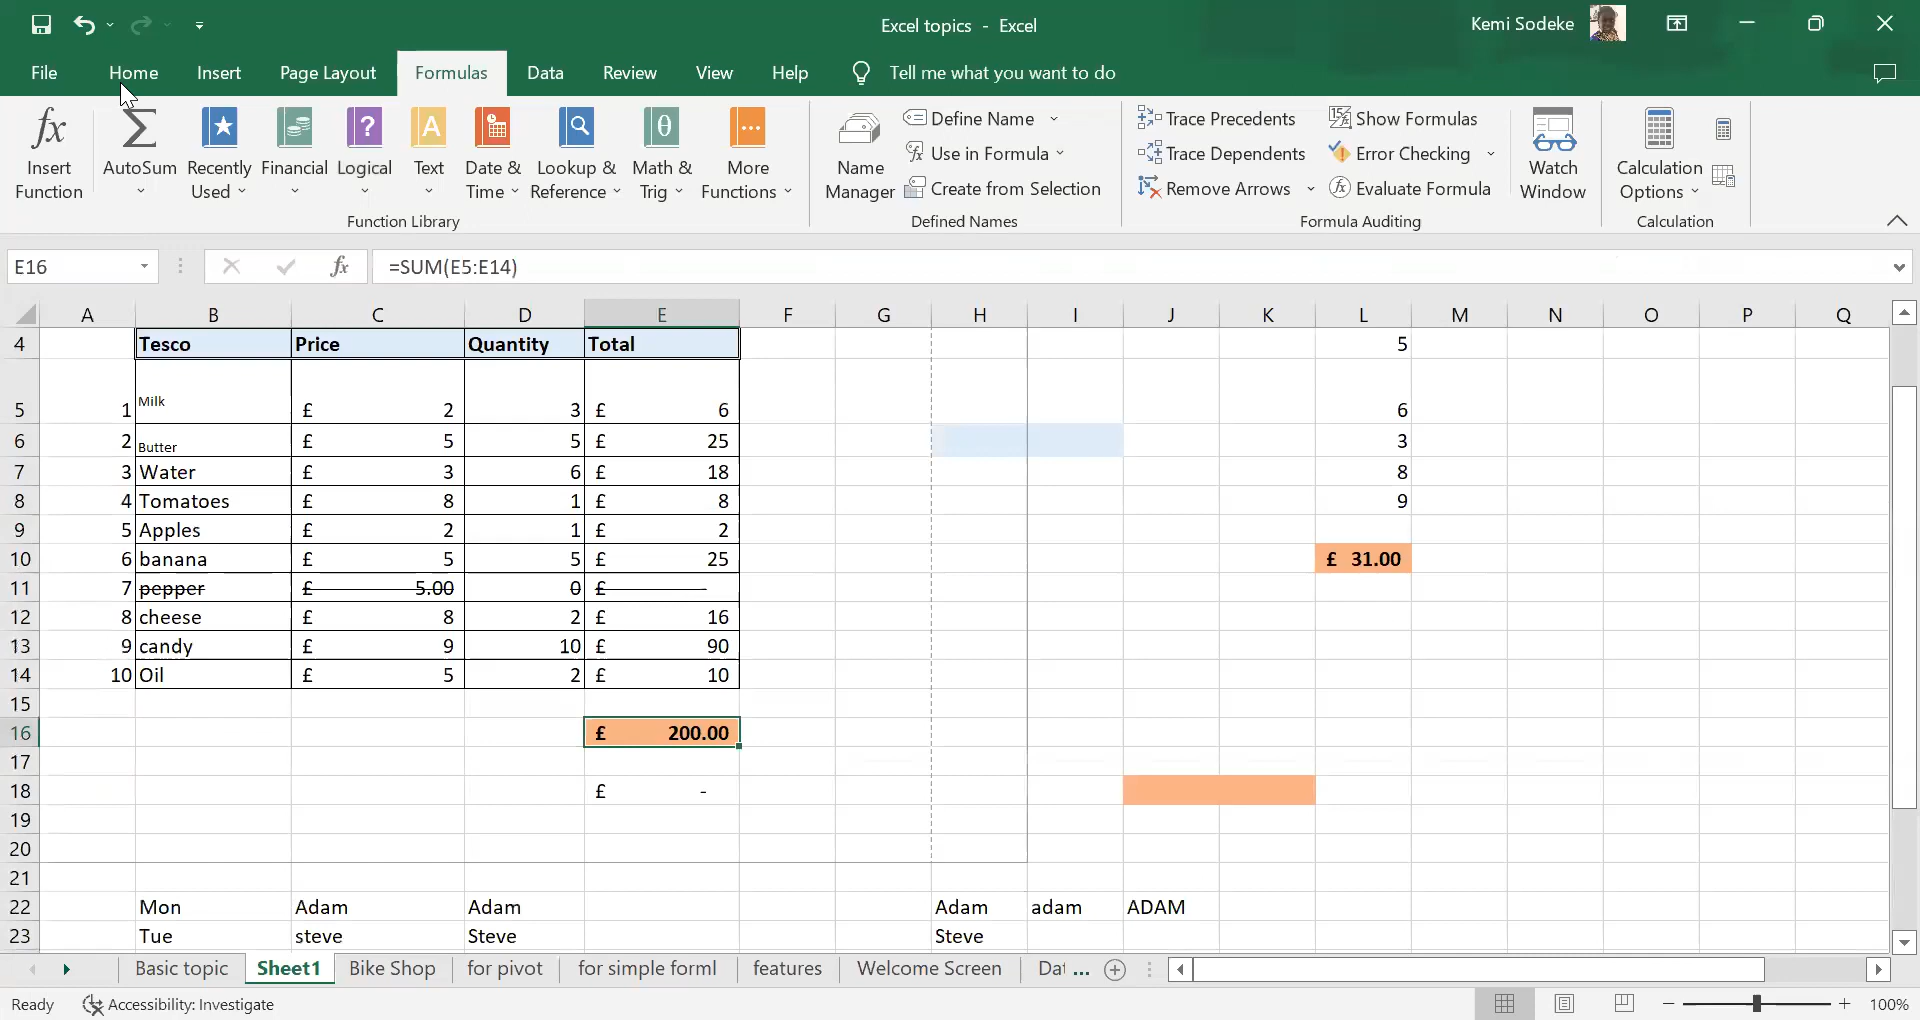 Excel topics - Excel
Kemi Sodeke
File Home Insert Page Layout Formulas Data Review View Help Tell me what you want to do
fx Insert Function
AutoSum
Recently Used
Financial
Logical
Text
Date & Time
Lookup & Reference
Math & Trig
More Functions
Function Library
Name Manager
Define Name
Use in Formula
Create from Selection
Defined Names
Trace Precedents
Trace Dependents
Remove Arrows
Show Formulas
Error Checking
Evaluate Formula
Formula Auditing
Watch Window
Calculation Options
Calculation
E16 fx =SUM(E5:E14)
A B C D E F G H I J K L M N O P Q
4 Tesco Price Quantity Total 5
5 1 Milk £ 2 3 £ 6 6
6 2 Butter £ 5 5 £ 25 3
7 3 Water £ 3 6 £ 18 8
8 4 Tomatoes £ 8 1 £ 8 9
9 5 Apples £ 2 1 £ 2
10 6 banana £ 5 5 £ 25 £ 31.00
11 7 pepper £ 5.00 0 £ -
12 8 cheese £ 8 2 £ 16
13 9 candy £ 9 10 £ 90
14 10 Oil £ 5 2 £ 10
15
16 £ 200.00
17
18 £ -
19
20
21
22 Mon Adam Adam Adam adam ADAM
23 Tue steve Steve Steve
Basic topic Sheet1 Bike Shop for pivot for simple forml features Welcome Screen Dat ...
Ready Accessibility: Investigate 100%